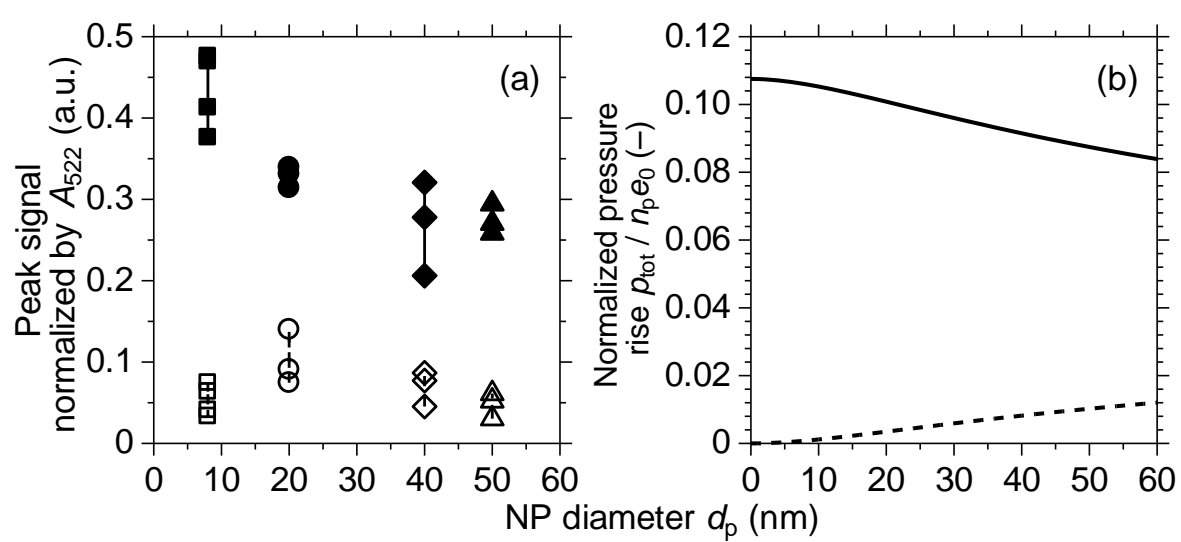 Peak signal
normalized by A522 (a.u.)
0.5
0.4
0.3
0.2
0.1
0
(a)
0 10 20 30 40 50 60
Normalized pressure
rise ptot / npe0 (–)
0.12
0.10
0.08
0.06
0.04
0.02
0
(b)
0 10 20 30 40 50 60
NP diameter dp (nm)